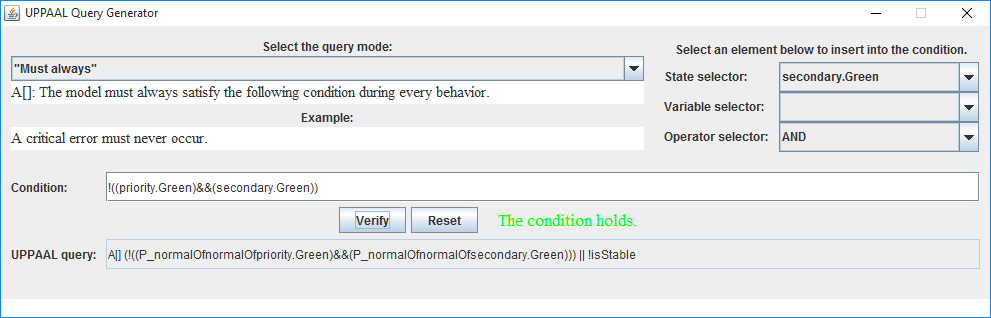 UPPAAL Query Generator
Select the query mode:
"Must always"
A[]: The model must always satisfy the following condition during every behavior.
Example:
A critical error must never occur.
Select an element below to insert into the condition.
State selector: secondary.Green
Variable selector:
Operator selector: AND
Condition: !((priority.Green)&&(secondary.Green))
Verify Reset The condition holds.
UPPAAL query: A[] (!((P_normalOfnormalOfpriority.Green)&&(P_normalOfnormalOfsecondary.Green))) || !isStable